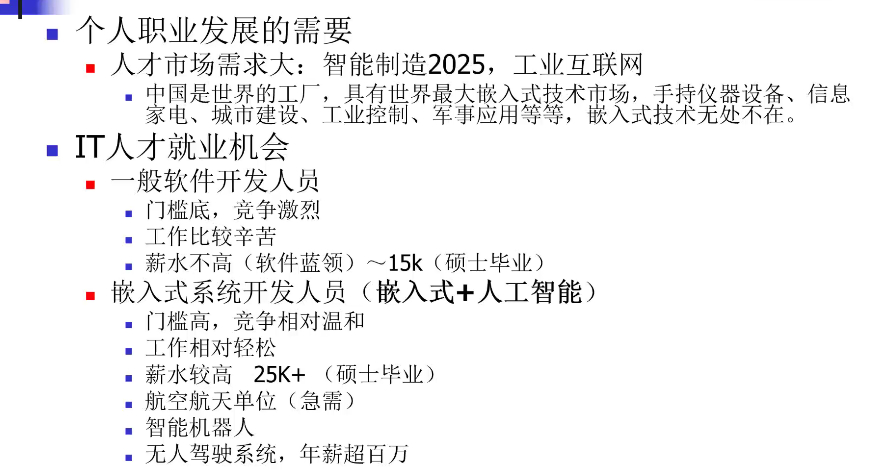 个人职业发展的需要
人才市场需求大：智能制造2025，工业互联网
中国是世界的工厂，具有世界最大嵌入式技术市场，手持仪器设备、信息
家电、城市建设、工业控制、军事应用等等，嵌入式技术无处不在。
IT人才就业机会
一般软件开发人员
门槛底，竞争激烈
工作比较辛苦
薪水不高（软件蓝领）～15k（硕士毕业）
嵌入式系统开发人员（嵌入式+人工智能）
门槛高，竞争相对温和
工作相对轻松
薪水较高 25K+ （硕士毕业）
航空航天单位（急需）
智能机器人
无人驾驶系统，年薪超百万